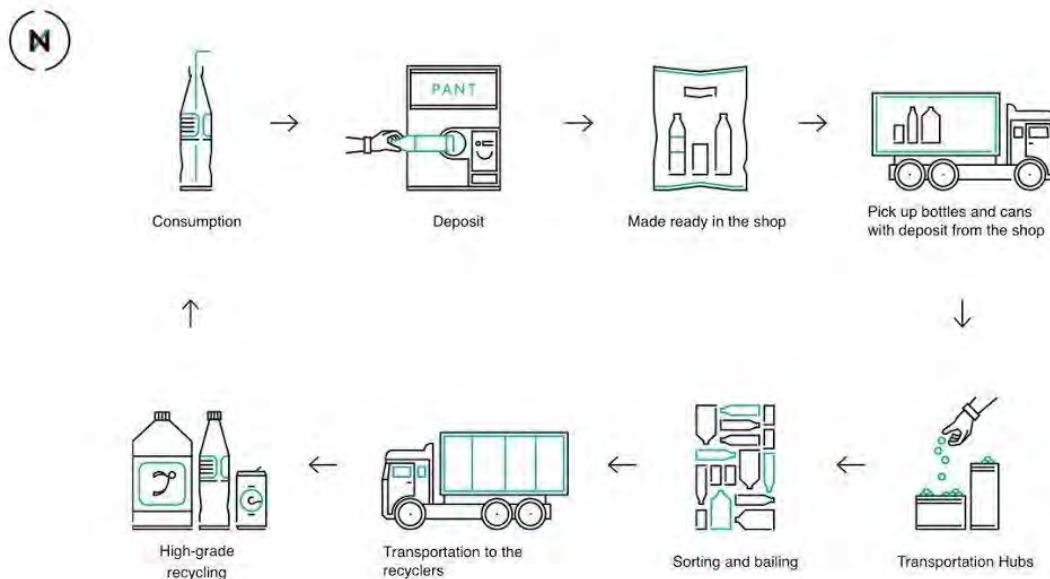 N
PANT
Consumption
Deposit
Made ready in the shop
Pick up bottles and cans
with deposit from the shop
High-grade
recycling
Transportation to the
recyclers
Sorting and bailing
Transportation Hubs